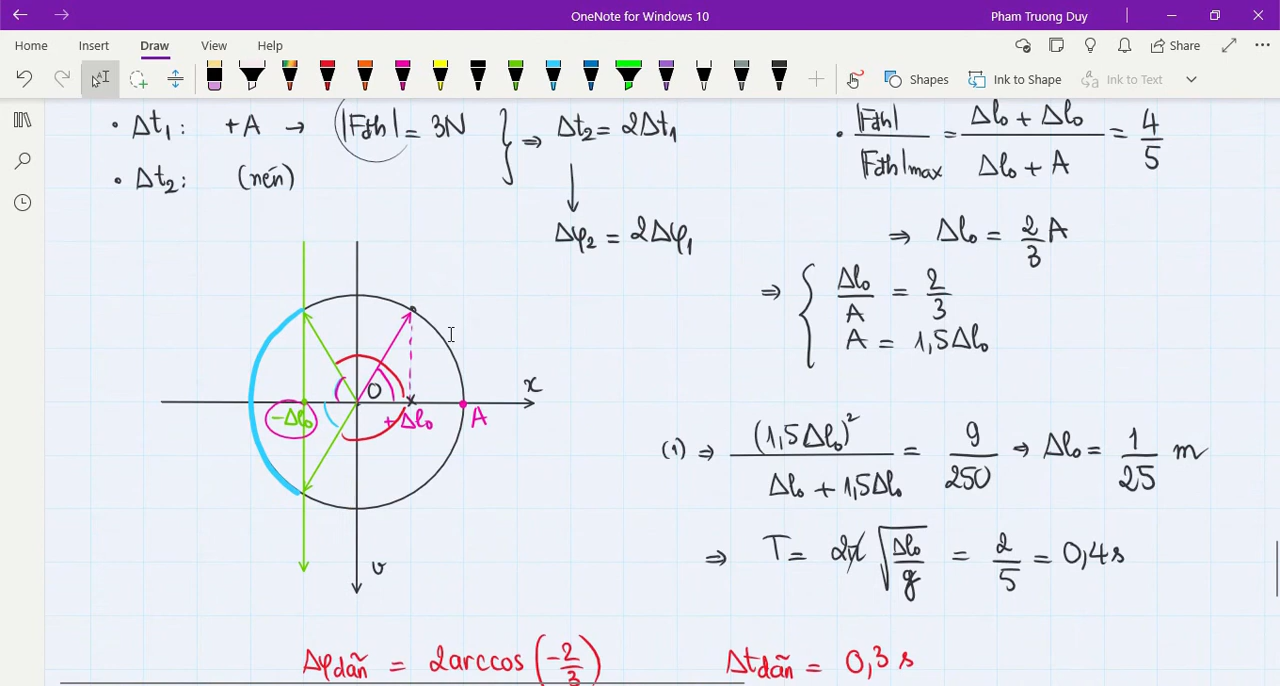 OneNote for Windows 10
Pham Truong Duy
Home Insert Draw View Help
Share
Shapes Ink to Shape Ink to Text
• Δt₁: +A → |Fđh| = 3N } ⇒ Δt₂ = 2Δt₁
• Δt₂: (nén)
Δφ₂ = 2Δφ₁
• |Fđh| / |Fđh|max = (Δl₀ + Δl₀) / (Δl₀ + A) = 4/5
⇒ Δl₀ = 2/3 A
⇒ { Δl₀/A = 2/3
A = 1,5Δl₀
O
x
-Δl₀
+Δl₀
A
v
(1) ⇒ (1,5Δl₀)² / (Δl₀ + 1,5Δl₀) = 9/250 → Δl₀ = 1/25 m
⇒ T = 2π√(Δl₀/g) = 2/5 = 0,4s
Δφdãn = 2arccos(-2/3)
Δtdãn = 0,3 s